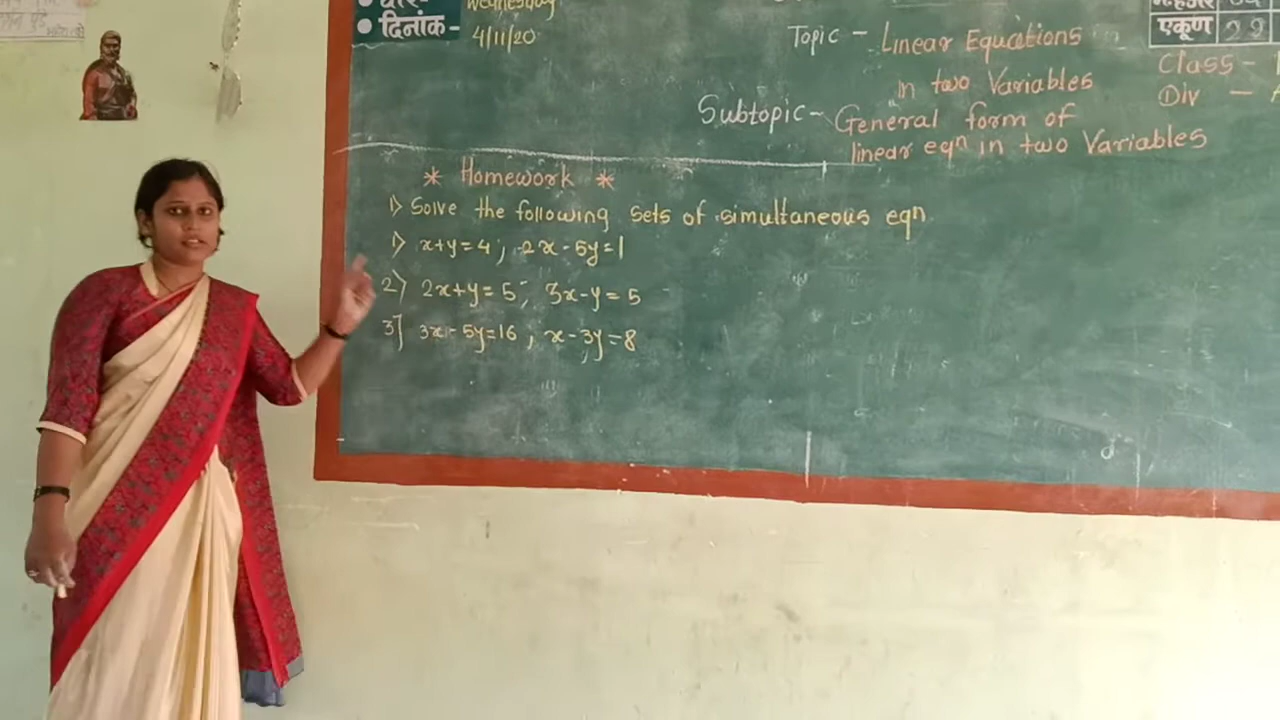 Wednesday
• दिनांक - 4/11/20
Topic - Linear Equations
in two Variables
Subtopic - General form of
linear eqn in two Variables
एकूण 22
Class -
Div -
* Homework *
1) Solve the following sets of simultaneous eqn
1) x+y=4; 2x-5y=1
2) 2x+y=5; 3x-y=5
3] 3x-5y=16, x-3y=8